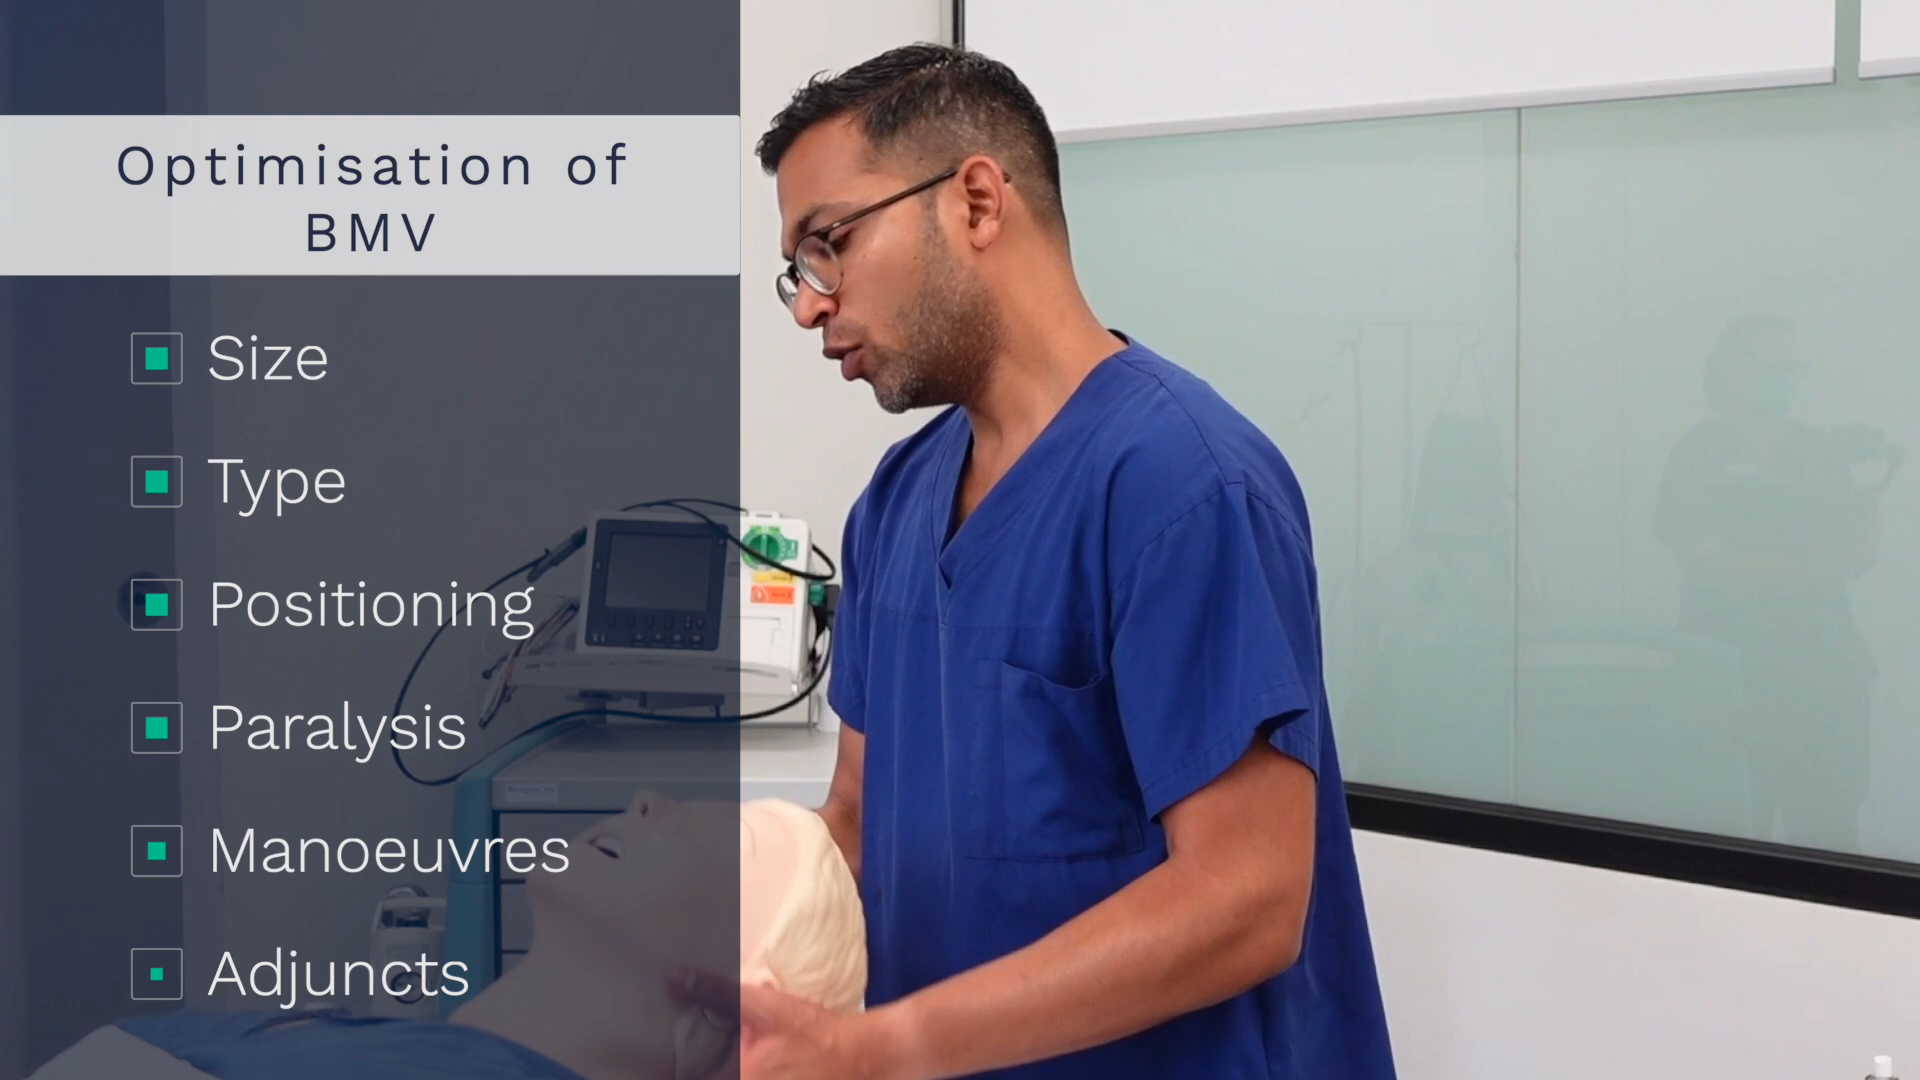 Optimisation of
BMV
Size
Type
Positioning
Paralysis
Manoeuvres
Adjuncts